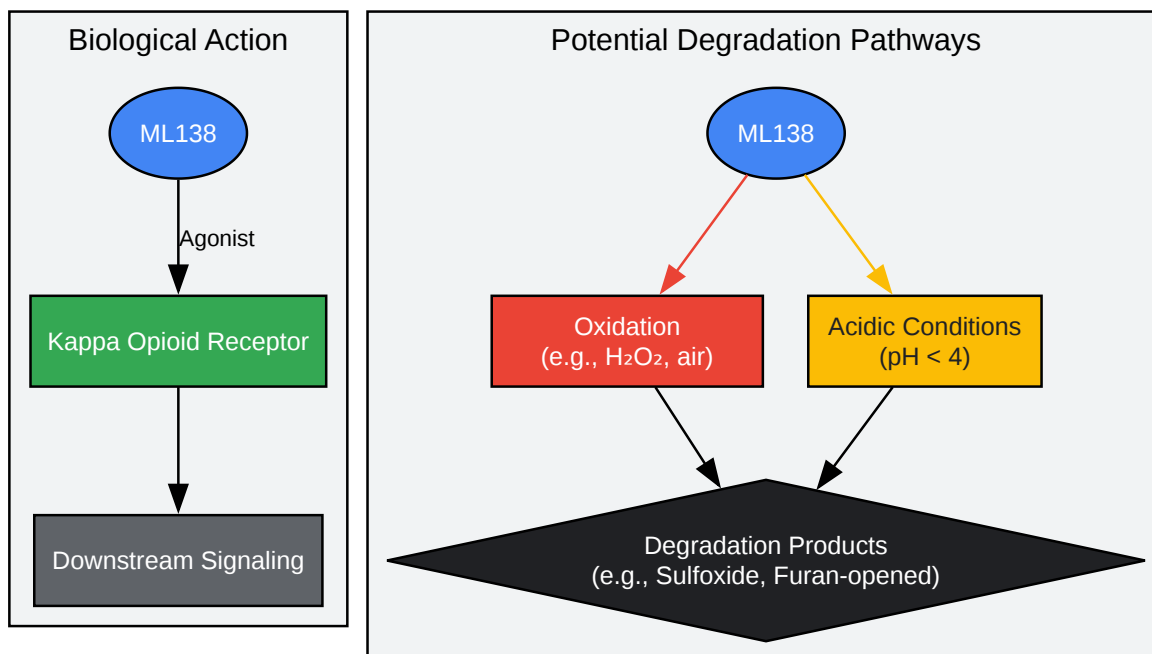 Biological Action
ML138
Agonist
Kappa Opioid Receptor
Downstream Signaling
Potential Degradation Pathways
ML138
Oxidation
(e.g., H₂O₂, air)
Acidic Conditions
(pH < 4)
Degradation Products
(e.g., Sulfoxide, Furan-opened)